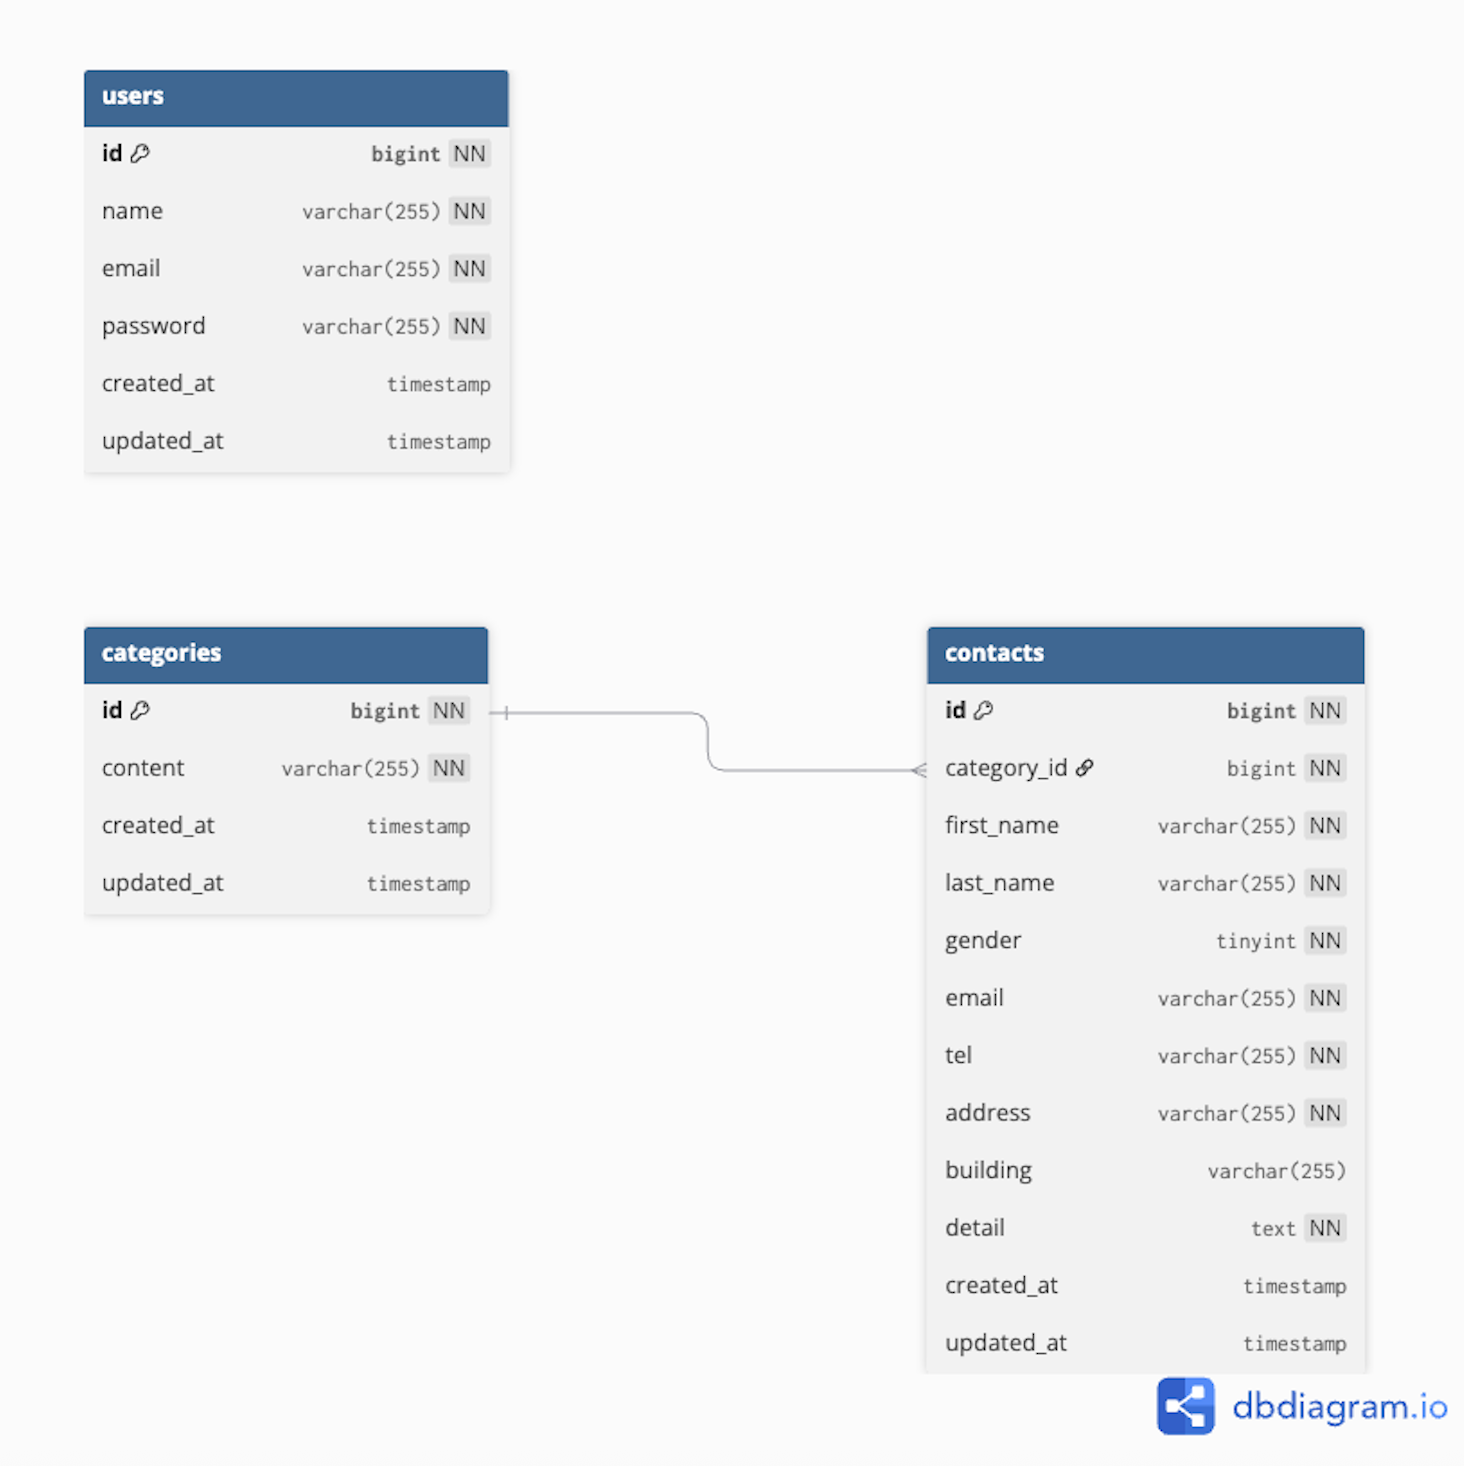 users
id bigint NN
name varchar(255) NN
email varchar(255) NN
password varchar(255) NN
created_at timestamp
updated_at timestamp
categories
id bigint NN
content varchar(255) NN
created_at timestamp
updated_at timestamp
contacts
id bigint NN
category_id bigint NN
first_name varchar(255) NN
last_name varchar(255) NN
gender tinyint NN
email varchar(255) NN
tel varchar(255) NN
address varchar(255) NN
building varchar(255)
detail text NN
created_at timestamp
updated_at timestamp
dbdiagram.io